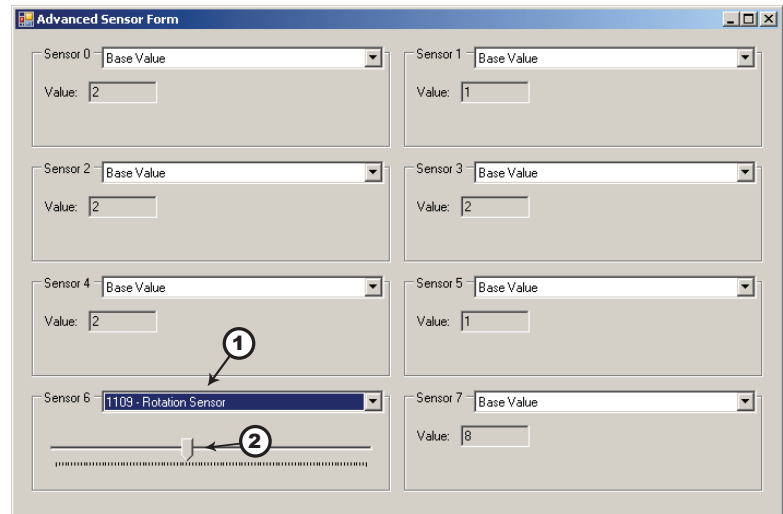 Advanced Sensor Form
Sensor 0 Base Value
Value: 2
Sensor 1 Base Value
Value: 1
Sensor 2 Base Value
Value: 2
Sensor 3 Base Value
Value: 2
Sensor 4 Base Value
Value: 2
Sensor 5 Base Value
Value: 1
1
Sensor 6 1109 - Rotation Sensor
2
Sensor 7 Base Value
Value: 8